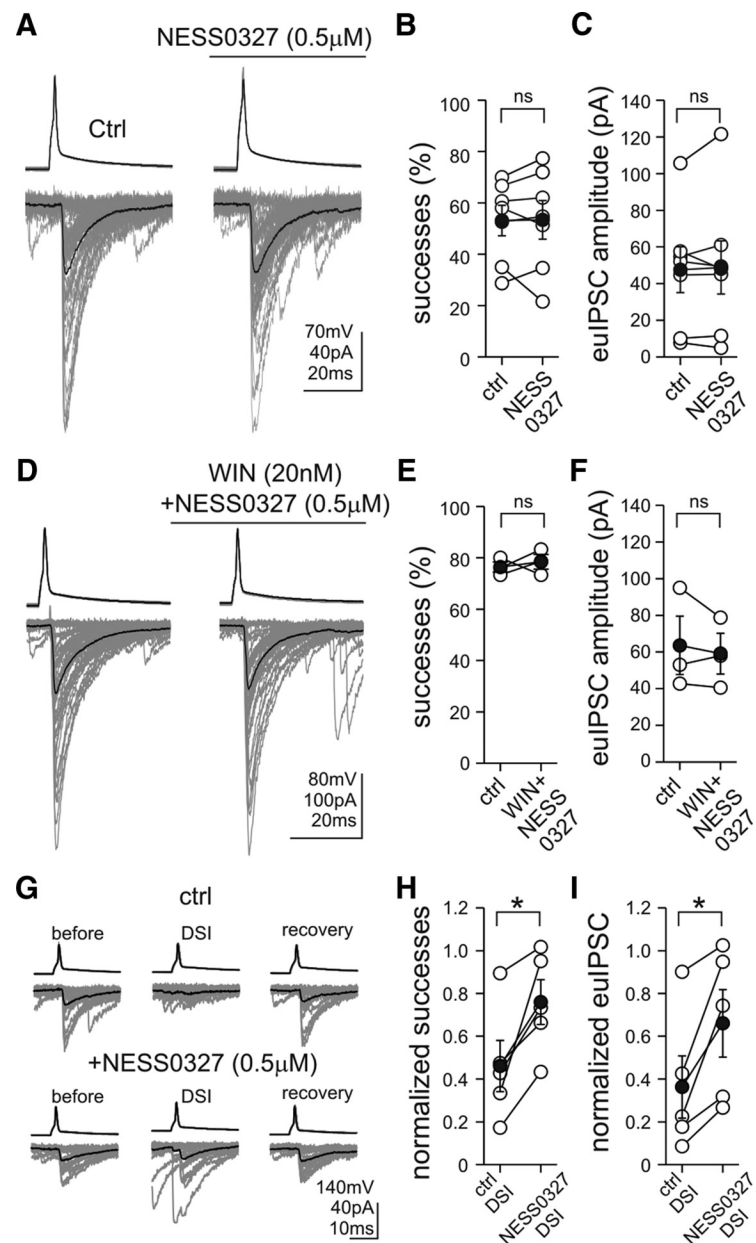 A
Ctrl
NESS0327 (0.5μM)
70mV
40pA
20ms
B
ns
successes (%)
100
80
60
40
20
0
ctrl
NESS
0327
C
ns
euIPSC amplitude (pA)
140
120
100
80
60
40
20
0
ctrl
NESS
0327
D
WIN (20nM)
+NESS0327 (0.5μM)
80mV
100pA
20ms
E
ns
successes (%)
100
80
60
40
20
0
ctrl
WIN+
NESS
0327
F
ns
euIPSC amplitude (pA)
140
120
100
80
60
40
20
0
ctrl
WIN+
NESS
0327
G
ctrl
before
DSI
recovery
+NESS0327 (0.5μM)
before
DSI
recovery
140mV
40pA
10ms
H
*
normalized successes
1.2
1.0
0.8
0.6
0.4
0.2
0
ctrl
DSI
NESS0327
DSI
I
*
normalized euIPSC
1.2
1.0
0.8
0.6
0.4
0.2
0
ctrl
DSI
NESS0327
DSI